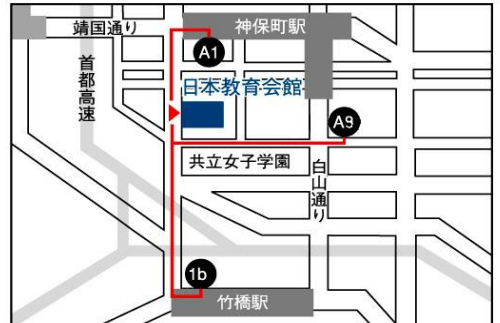 靖国通り
神保町駅
A1
首都高速
日本教育会館
A9
共立女子学園
白山通り
1b
竹橋駅